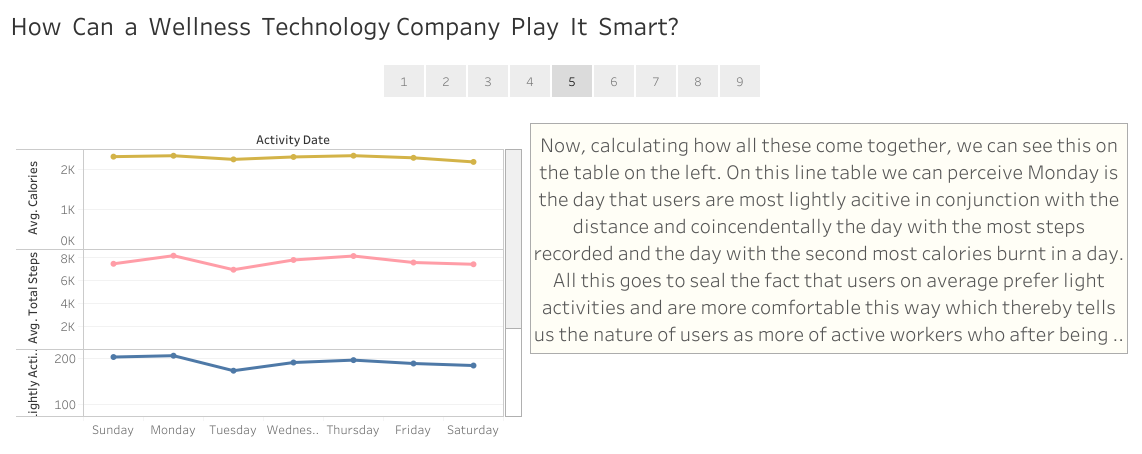 How Can a Wellness Technology Company Play It Smart?
1 2 3 4 5 6 7 8 9
Activity Date
Avg. Calories
2K
1K
0K
Avg. Total Steps
8K
6K
4K
2K
ightly Acti..
200
100
Sunday Monday Tuesday Wednes.. Thursday Friday Saturday
Now, calculating how all these come together, we can see this on
the table on the left. On this line table we can perceive Monday is
the day that users are most lightly acitive in conjunction with the
distance and coincendentally the day with the most steps
recorded and the day with the second most calories burnt in a day.
All this goes to seal the fact that users on average prefer light
activities and are more comfortable this way which thereby tells
us the nature of users as more of active workers who after being ..